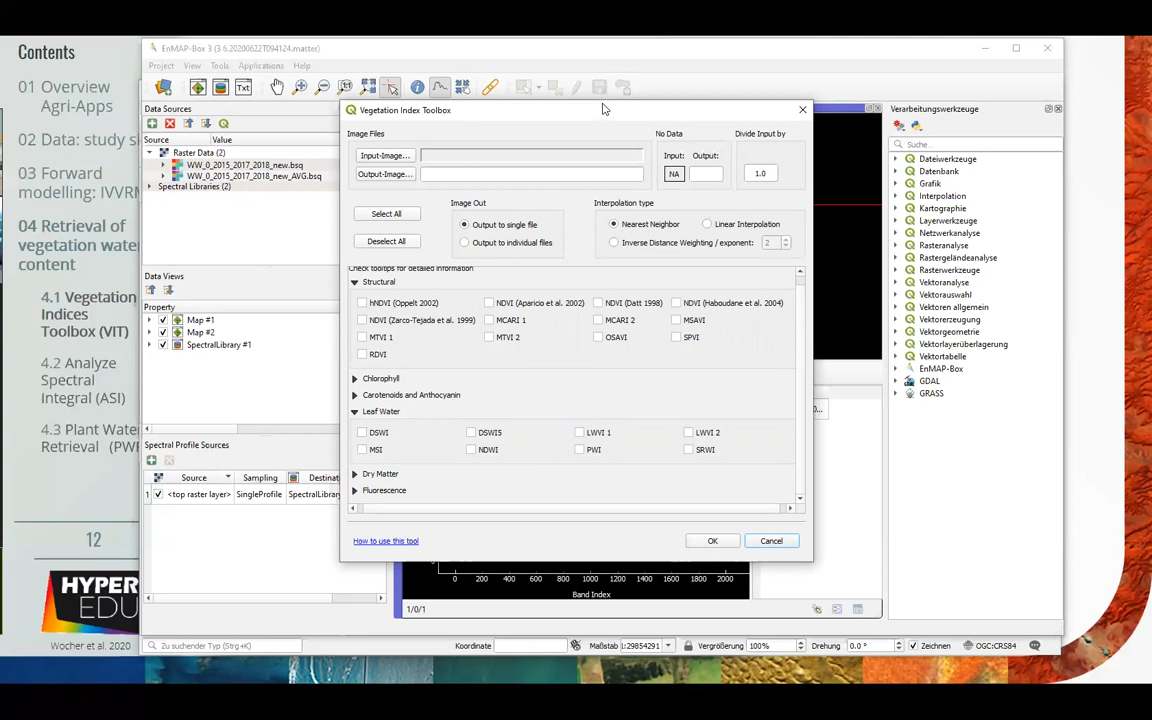 Contents
01 Overview
Agri-Apps
02 Data: study si
03 Forward
modelling: IVVRM
04 Retrieval of
vegetation water
content
4.1 Vegetation
Indices
Toolbox (VIT)
4.2 Analyze
Spectral
Integral (ASI)
4.3 Plant Water
Retrieval (PWR
12
HYPER
EDU
Wocher et al. 2020
EnMAP-Box 3 (3.6.20200622T094124.master)
Project View Tools Applications Help
Txt
Data Sources
Source Value
Raster Data (2)
WW_0_2015_2017_2018_new.bsq
WW_0_2015_2017_2018_new_AVG.bsq
Spectral Libraries (2)
Data Views
Property
Map #1
Map #2
SpectralLibrary #1
Spectral Profile Sources
Source Sampling Destinat
1 <top raster layer> SingleProfile SpectralLibrary
Vegetation Index Toolbox
Image Files No Data Divide Input by
Input: Output:
Input-Image...
Output-Image... NA 1.0
Select All
Deselect All
Image Out
Output to single file
Output to individual files
Interpolation type
Nearest Neighbor Linear Interpolation
Inverse Distance Weighting / exponent: 2
Check tooltips for detailed information
Structural
hNDVI (Oppelt 2002) NDVI (Aparicio et al. 2002) NDVI (Datt 1998) NDVI (Haboudane et al. 2004)
NDVI (Zarco-Tejada et al. 1999) MCARI 1 MCARI 2 MSAVI
MTVI 1 MTVI 2 OSAVI SPVI
RDVI
Chlorophyll
Carotenoids and Anthocyanin
Leaf Water
DSWI DSWI5 LWVI 1 LWVI 2
MSI NDWI PWI SRWI
Dry Matter
Fluorescence
How to use this tool
OK Cancel
0...
0 200 400 600 800 1000 1200 1400 1600 1800 2000
Band Index
1/0/1
Verarbeitungswerkzeuge
Suche...
Dateiwerkzeuge
Datenbank
Grafik
Interpolation
Kartographie
Layerwerkzeuge
Netzwerkanalyse
Rasteranalyse
Rastergeländeanalyse
Rasterwerkzeuge
Vektoranalyse
Vektorauswahl
Vektoren allgemein
Vektorerzeugung
Vektorgeometrie
Vektorlayerüberlagerung
Vektortabelle
EnMAP-Box
GDAL
GRASS
Zu suchender Typ (Strg+K) Koordinate Maßstab 1:29854291 Vergrößerung 100% Drehung 0.0 ° Zeichnen OGC:CRS84